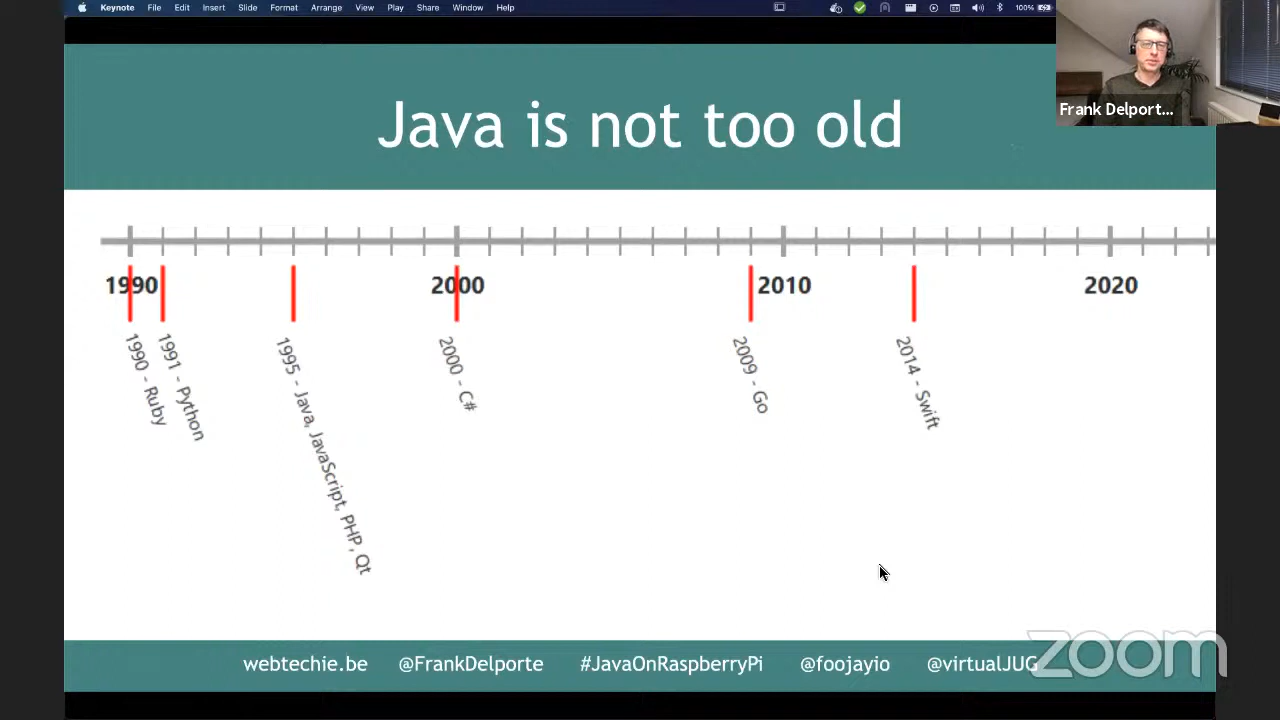 Keynote File Edit Insert Slide Format Arrange View Play Share Window Help 100%
Frank Delport...
Java is not too old
1990 2000 2010 2020
1990 - Ruby
1991 - Python
1995 - Java, JavaScript, PHP, Qt
2000 - C#
2009 - Go
2014 - Swift
webtechie.be @FrankDelporte #JavaOnRaspberryPi @foojayio @virtualJUG
zoom